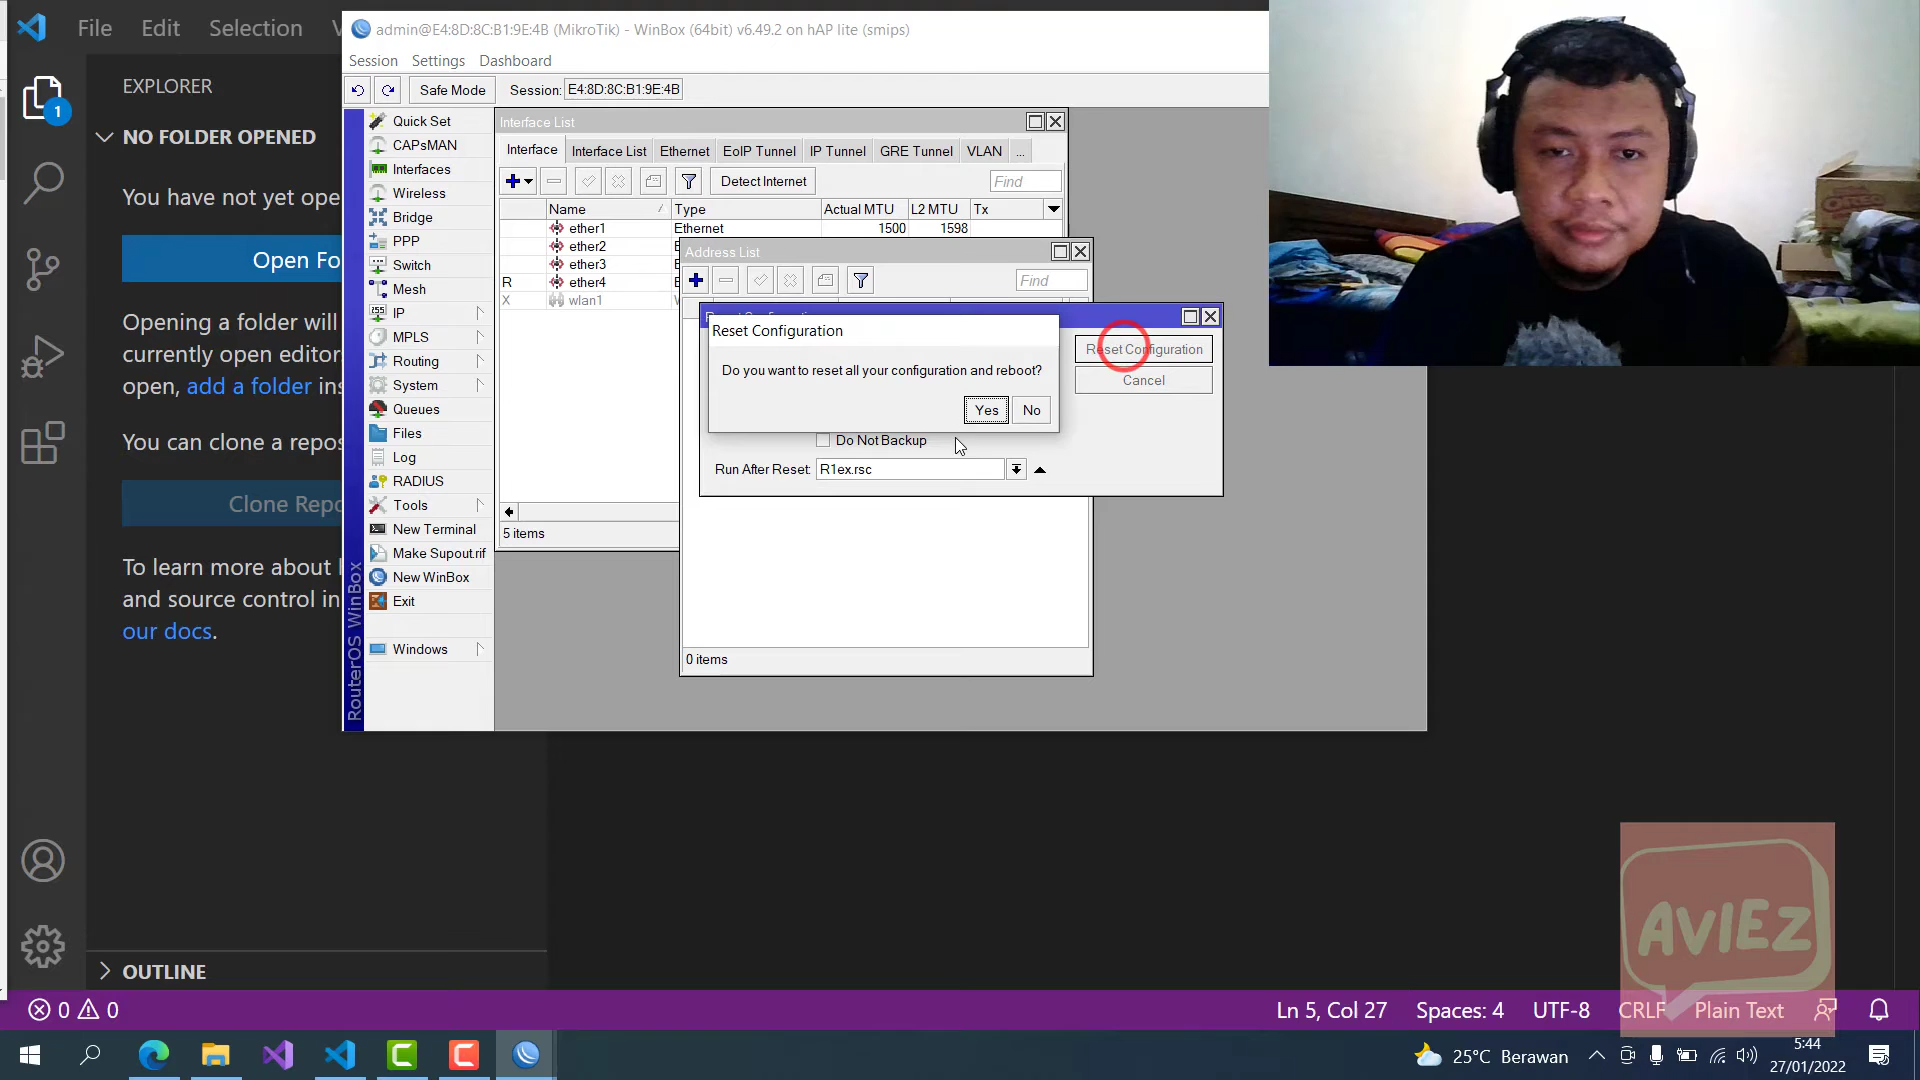 File Edit Selection
admin@E4:8D:8C:B1:9E:4B (MikroTik) - WinBox (64bit) v6.49.2 on hAP lite (smips)
Session Settings Dashboard
Safe Mode Session: E4:8D:8C:B1:9E:4B
EXPLORER
1
NO FOLDER OPENED
You have not yet ope
Open Fo
Opening a folder will
currently open editor
open, add a folder in
You can clone a repos
Clone Repo
To learn more about
and source control in
our docs.
OUTLINE
Quick Set
CAPsMAN
Interfaces
Wireless
Bridge
PPP
Switch
Mesh
255
IP
MPLS
Routing
System
Queues
Files
Log
RADIUS
Tools
New Terminal
Make Supout.rif
New WinBox
Exit
Windows
RouterOS WinBox
Interface List
Interface Interface List Ethernet EoIP Tunnel IP Tunnel GRE Tunnel VLAN ...
Detect Internet Find
Name Type Actual MTU L2 MTU Tx
ether1 Ethernet 1500 1598
ether2 E
ether3 E
R ether4 E
X wlan1
5 items
Address List
Find
0 items
Reset Configuration
Do you want to reset all your configuration and reboot?
Yes No
Reset Configuration
Cancel
Do Not Backup
Run After Reset: R1ex.rsc
AviEz
0 0
Ln 5, Col 27 Spaces: 4 UTF-8 CRLF Plain Text
25°C Berawan
5:44
27/01/2022